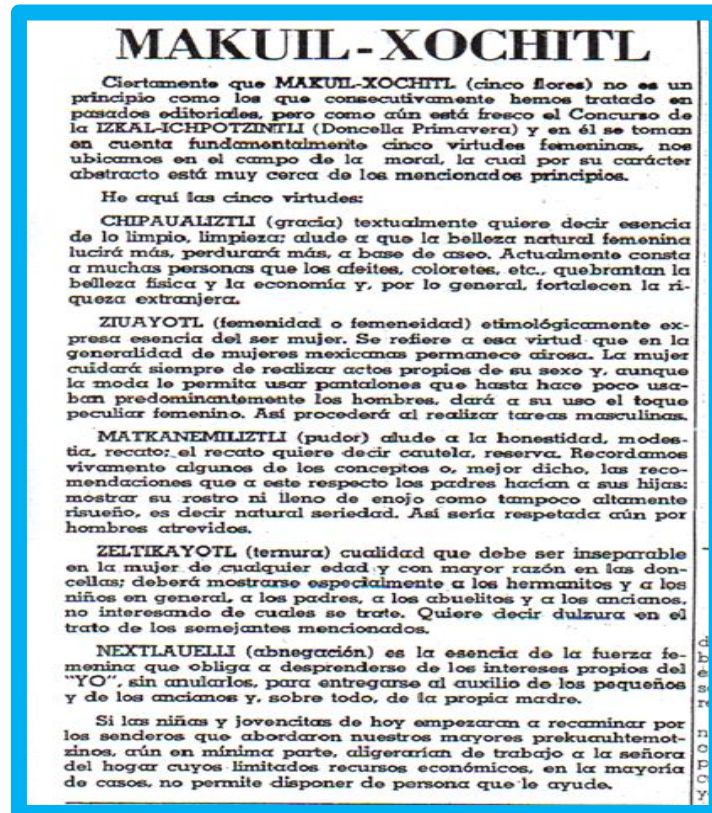 MAKUIL-XOCHITL
Ciertamente que MAKUIL-XOCHITL (cinco flores) no es un
principio como los que consecutivamente hemos tratado en
pasados editoriales, pero como aún está fresco el Concurso de
la IZKAL-ICHPOTZINTLI (Doncella Primavera) y en él se toman
en cuenta fundamentalmente cinco virtudes femeninas, nos
ubicamos en el campo de la moral, la cual por su carácter
abstracto está muy cerca de los mencionados principios.
He aquí las cinco virtudes:
CHIPAUALIZTLI (gracia) textualmente quiere decir esencia
de lo limpio, limpieza; alude a que la belleza natural femenina
lucirá más, perdurará más, a base de aseo. Actualmente consta
a muchas personas que los afeites, coloretes, etc., quebrantan la
belleza física y la economía y, por lo general, fortalecen la ri-
queza extranjera.
ZIUAYOTL (femenidad o femeneidad) etimológicamente ex-
presa esencia del ser mujer. Se refiere a esa virtud que en la
generalidad de mujeres mexicanas permanece airosa. La mujer
cuidará siempre de realizar actos propios de su sexo y, aunque
la moda le permita usar pantalones que hasta hace poco usa-
ban predominantemente los hombres, dará a su uso el toque
peculiar femenino. Así procederá al realizar tareas masculinas.
MATKANEMILIZTLI (pudor) alude a la honestidad, modes-
tia, recato; el recato quiere decir cautela, reserva. Recordamos
vivamente algunos de los conceptos o, mejor dicho, las reco-
mendaciones que a este respecto los padres hacían a sus hijas:
mostrar su rostro ni lleno de enojo como tampoco altamente
risueño, es decir natural seriedad. Así sería respetada aún por
hombres atrevidos.
ZELTIKAYOTL (ternura) cualidad que debe ser inseparable
en la mujer de cualquier edad y con mayor razón en las don-
cellas; deberá mostrarse especialmente a los hermanitos y a los
niños en general, a los padres, a los abuelitos y a los ancianos,
no interesando de cuales se trate. Quiere decir dulzura en el
trato de los semejantes mencionados.
NEXTLAUELLI (abnegación) es la esencia de la fuerza fe-
menina que obliga a desprenderse de los intereses propios del
"YO", sin anularlos, para entregarse al auxilio de los pequeños
y de los ancianos y, sobre todo, de la propia madre.
Si las niñas y jovencitas de hoy empezaran a recaminar por
los senderos que abordaron nuestros mayores prekuauhtemot-
zinos, aún en mínima parte, aligerarían de trabajo a la señora
del hogar cuyos limitados recursos económicos, en la mayoría
de casos, no permite disponer de persona que le ayude.